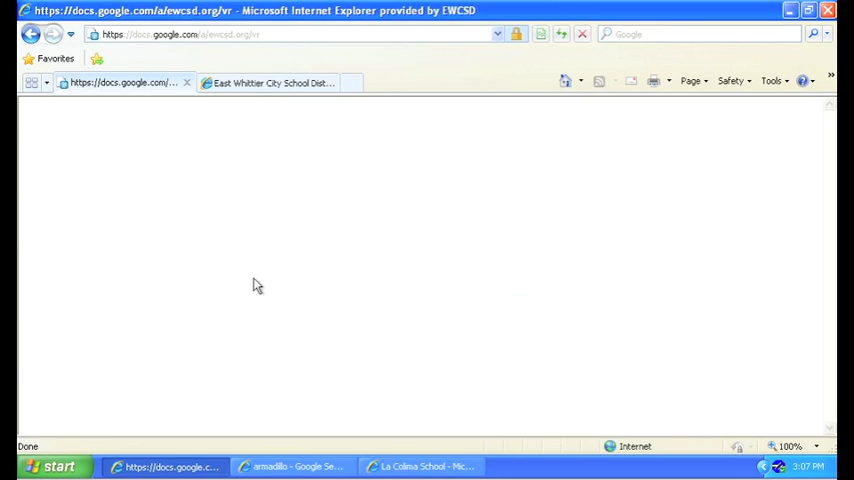 https://docs.google.com/a/ewcsd.org/vr - Microsoft Internet Explorer provided by EWCSD
https://docs.google.com/a/ewcsd.org/vr
Google
Favorites
https://docs.google.com/...
East Whittier City School Dist...
Page
Safety
Tools
»
Done
Internet
100%
start
https://docs.google.c...
armadillo - Google Se...
La Colima School - Mic...
3:07 PM